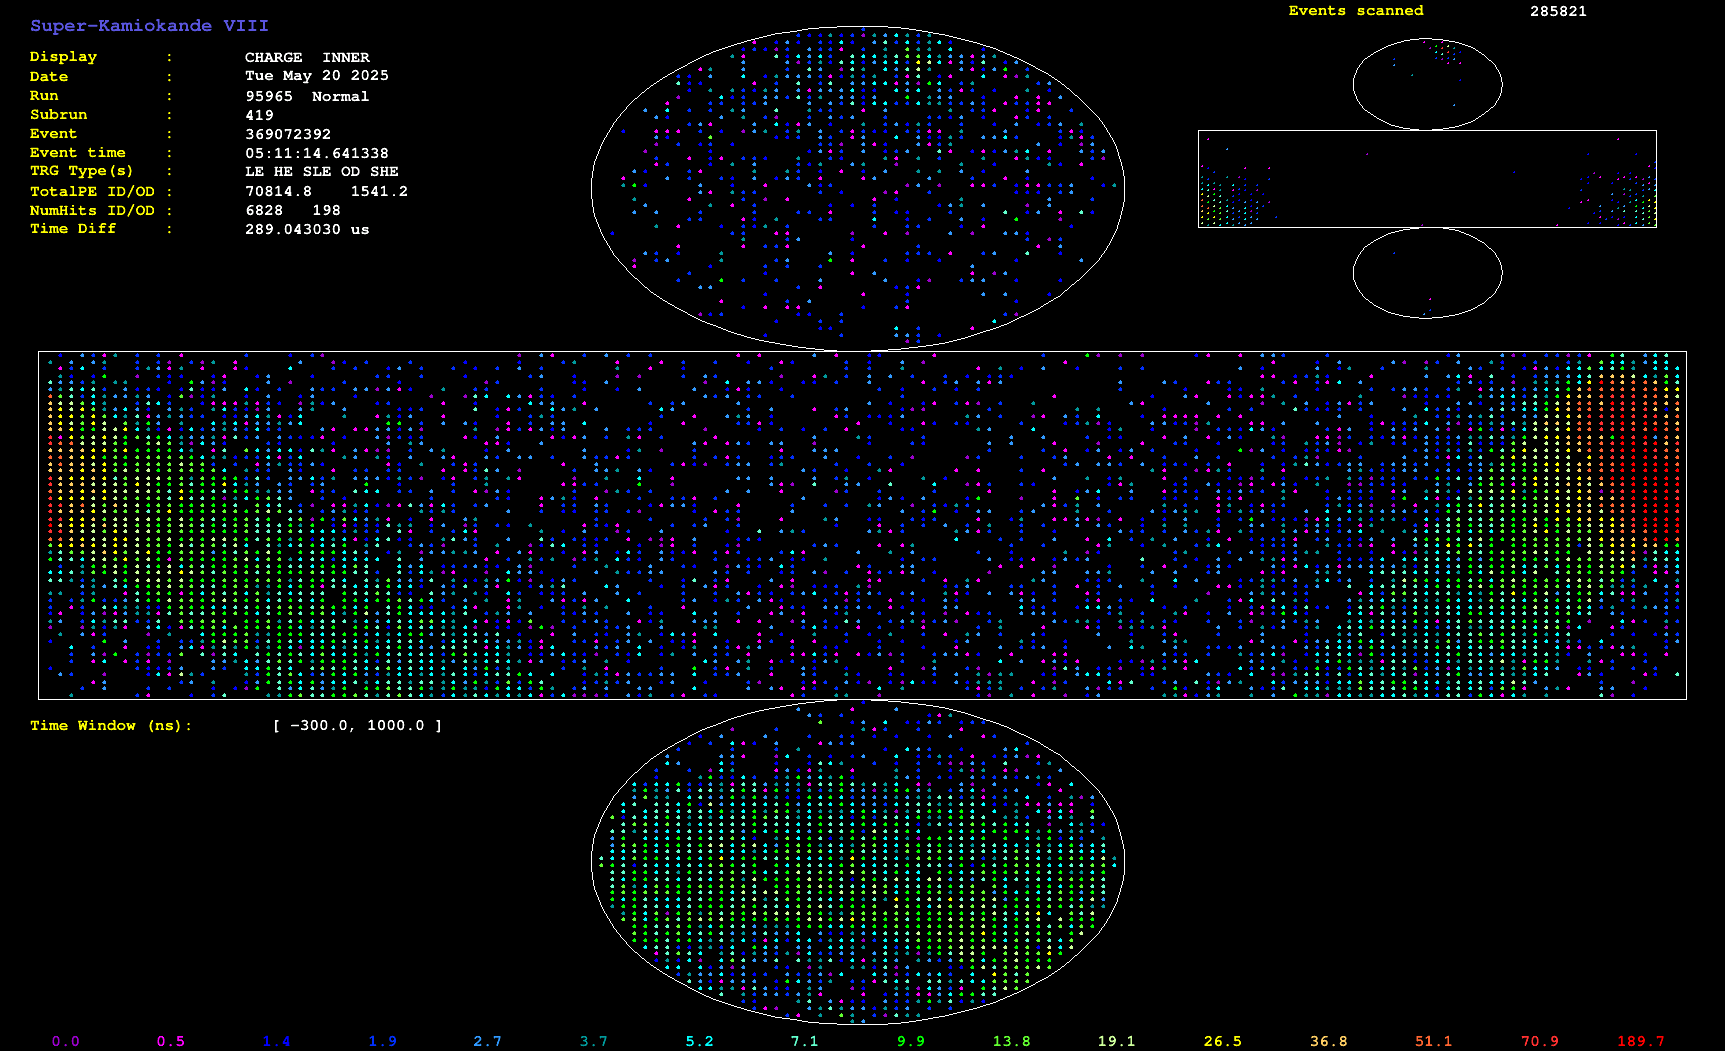 Super-Kamiokande VIII
Events scanned 285821
Display : CHARGE INNER
Date : Tue May 20 2025
Run : 95965 Normal
Subrun : 419
Event : 369072392
Event time : 05:11:14.641338
TRG Type(s) : LE HE SLE OD SHE
TotalPE ID/OD : 70814.8 1541.2
NumHits ID/OD : 6828 198
Time Diff : 289.043030 us
Time Window (ns): [ -300.0, 1000.0 ]
0.0 0.5 1.4 1.9 2.7 3.7 5.2 7.1 9.9 13.8 19.1 26.5 36.8 51.1 70.9 189.7